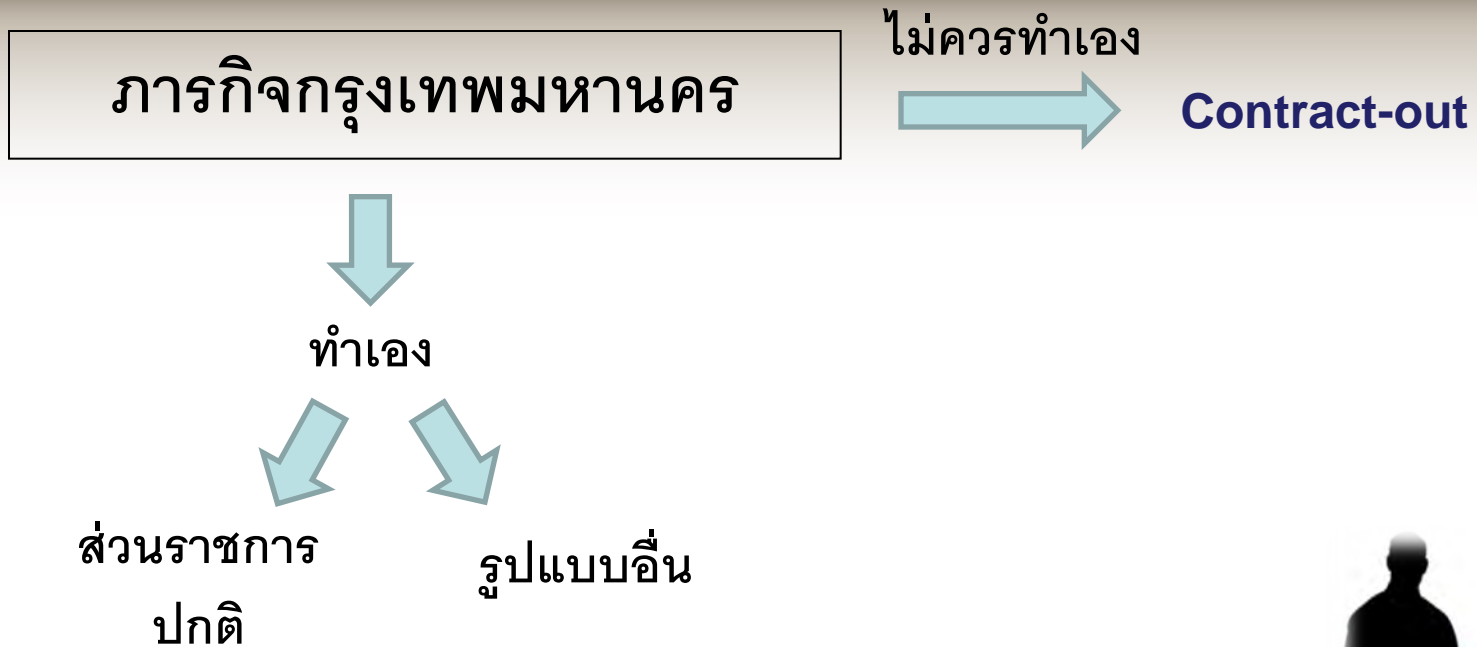 ภารกิจกรุงเทพมหานคร
ไม่ควรทำเอง
Contract-out
ทำเอง
ส่วนราชการ
ปกติ
รูปแบบอื่น